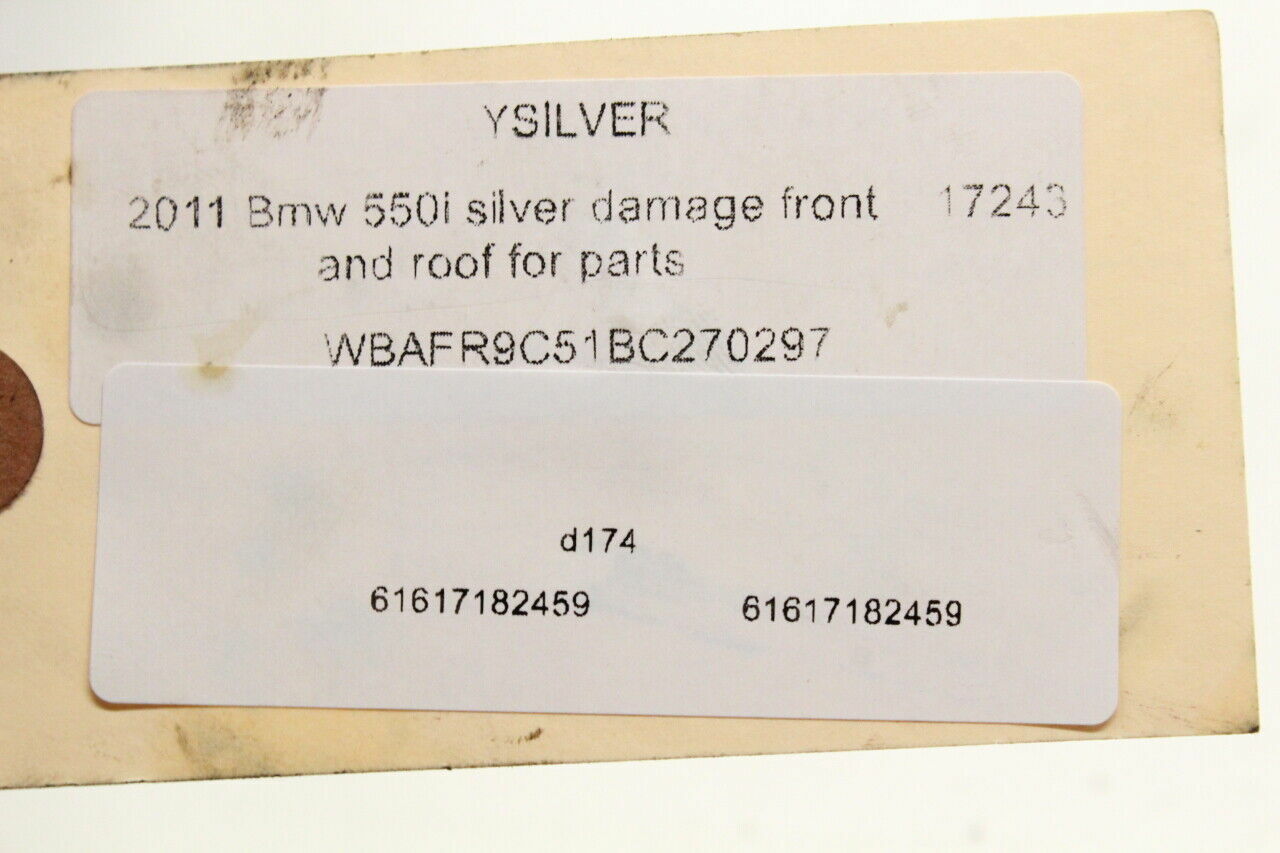 YSILVER
2011 Bmw 550i silver damage front 17243
and roof for parts
WBAFR9C51BC270297
d174
61617182459 61617182459